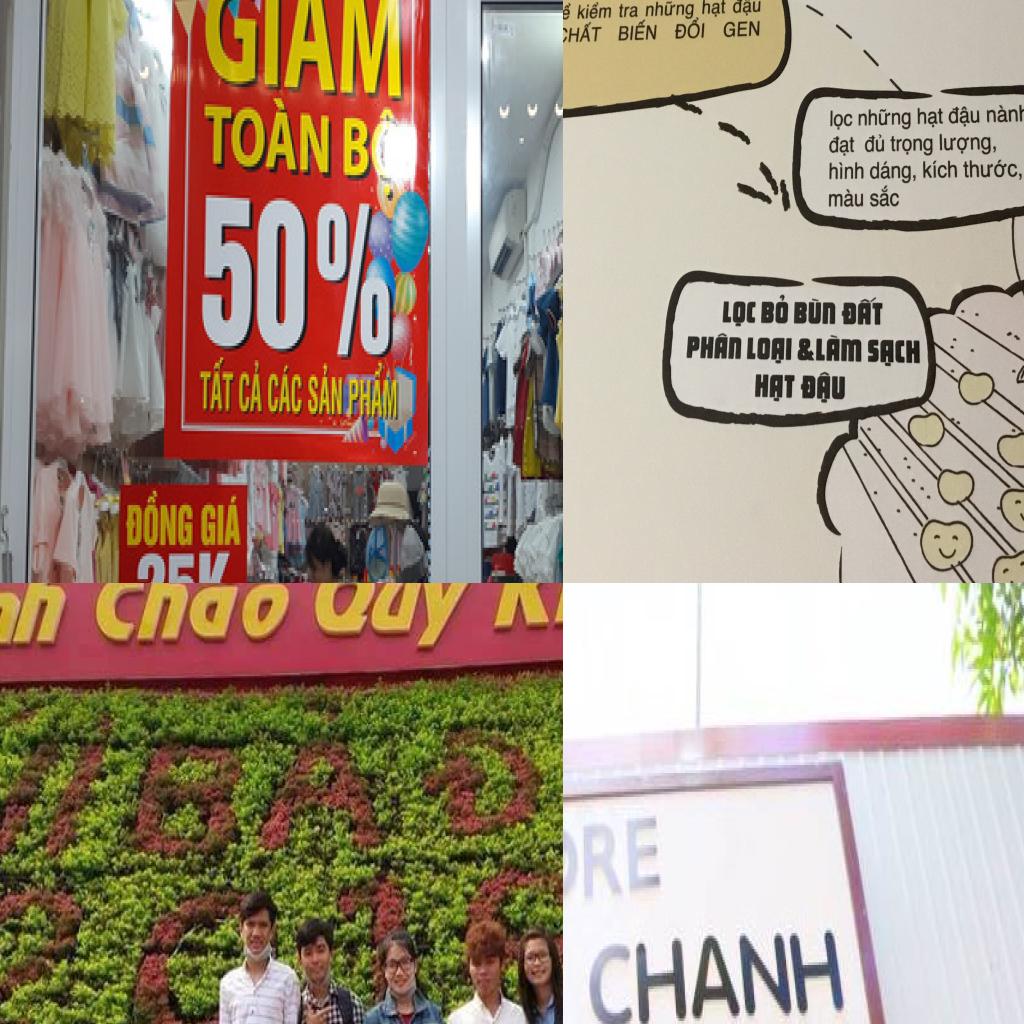 GIẢM
TOÀN BỘ
50%
TẤT CẢ CÁC SẢN PHẨM
ĐỒNG GIÁ
25K
kiểm tra những hạt đậu
CHẤT BIẾN ĐỔI GEN
lọc những hạt đậu nành
đạt đủ trọng lượng,
hình dáng, kích thước,
màu sắc
LỌC BỎ BÙN ĐẤT
PHÂN LOẠI & LÀM SẠCH
HẠT ĐẬU
Chào Quý
CHANH